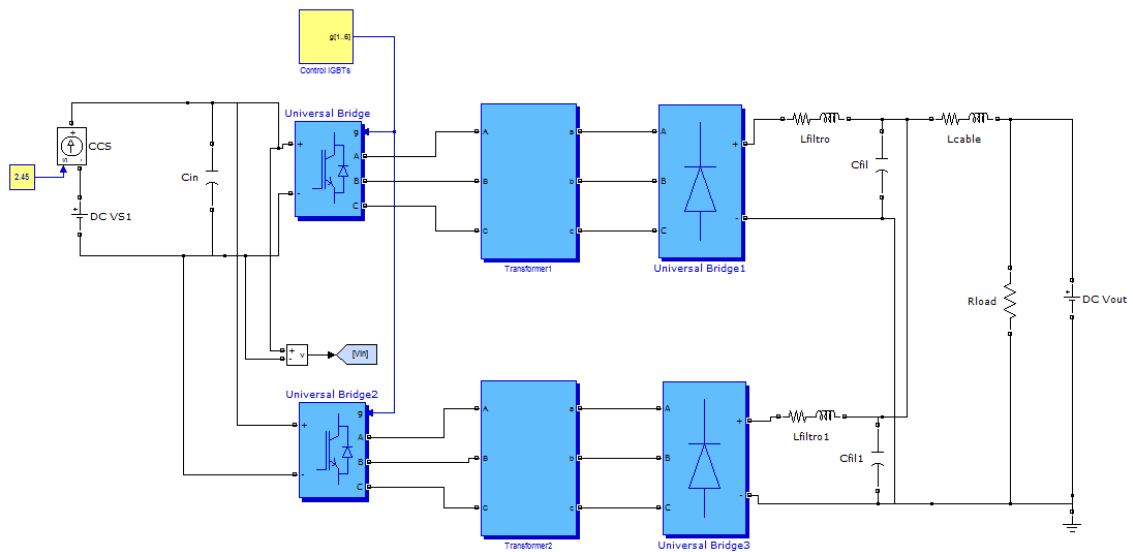 g[1..6]
Control IGBTs
Universal Bridge
g
A
B
C
+
-
CCS
+
-
s
2.45
DC VS1
+
Cin
A
B
C
a
b
c
Transformer1
A
B
C
+
-
Universal Bridge1
Lfiltro
Cfil
Lcable
Rload
+
DC Vout
+
-
v
[Vin]
Universal Bridge2
g
A
B
C
+
-
A
B
C
a
b
c
Transformer2
A
B
C
+
-
Universal Bridge3
Lfiltro1
Cfil1